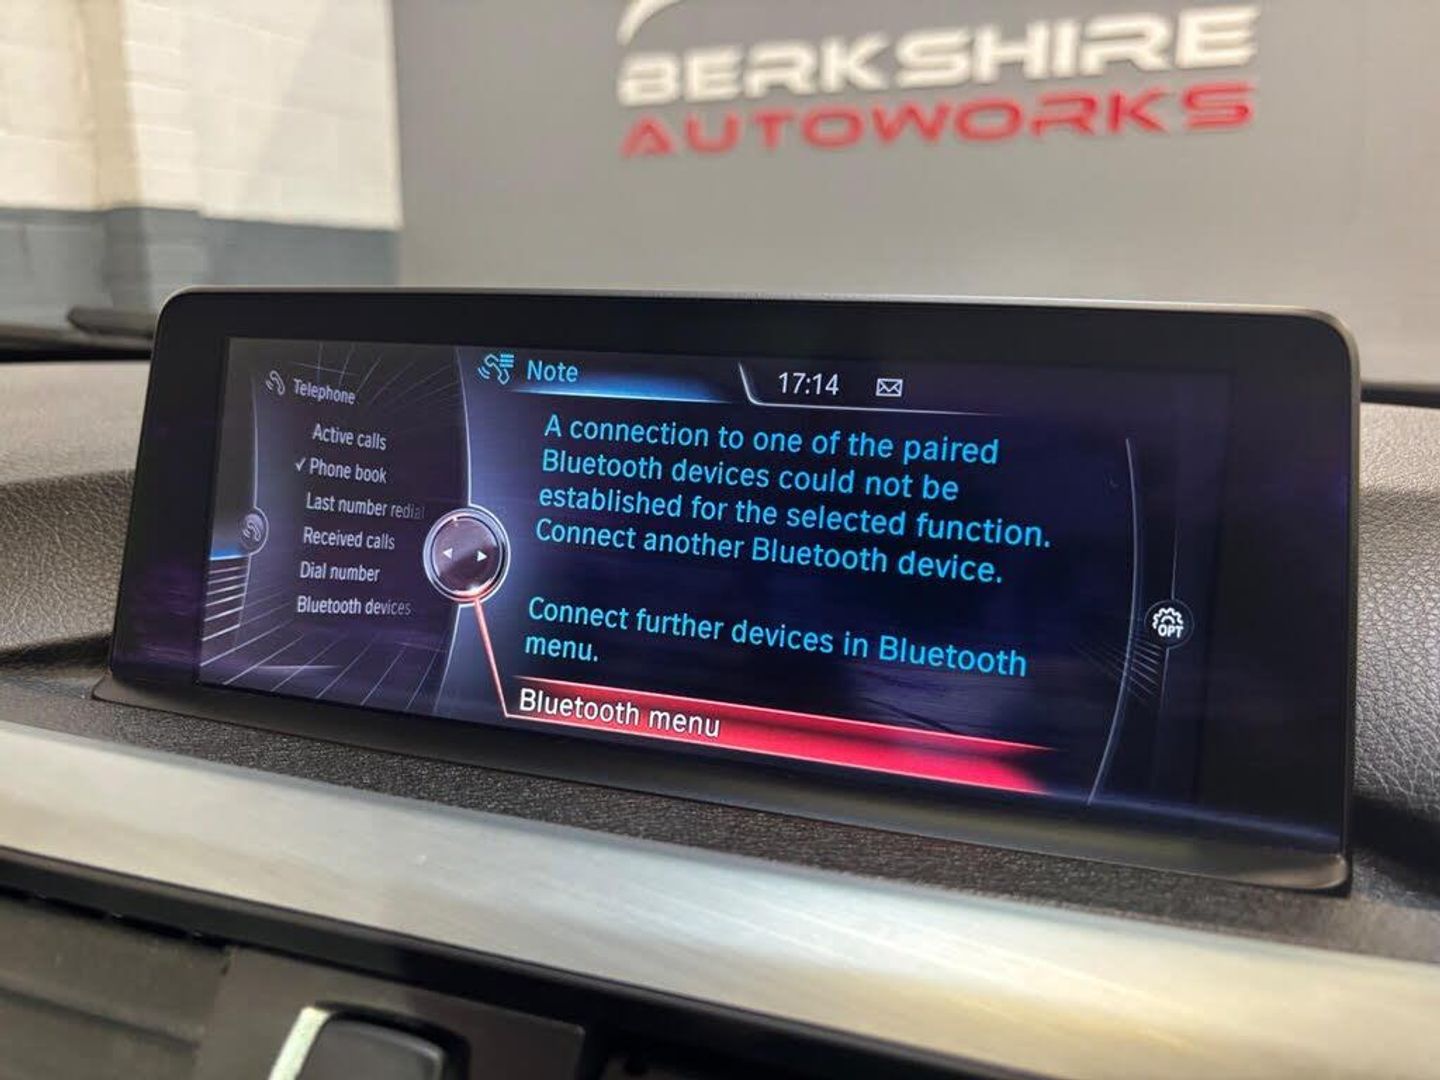 BERKSHIRE
AUTOWORKS
Telephone
Active calls
✓ Phone book
Last number redial
Received calls
Dial number
Bluetooth devices
Note
17:14
A connection to one of the paired
Bluetooth devices could not be
established for the selected function.
Connect another Bluetooth device.
Connect further devices in Bluetooth
menu.
Bluetooth menu
OPT